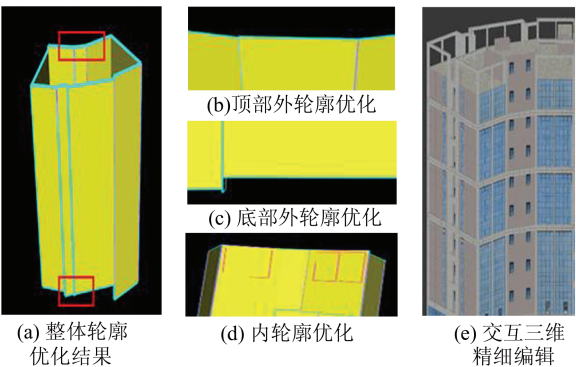 (b)顶部外轮廓优化
(c) 底部外轮廓优化
(a) 整体轮廓
优化结果
(d) 内轮廓优化
(e) 交互三维
精细编辑